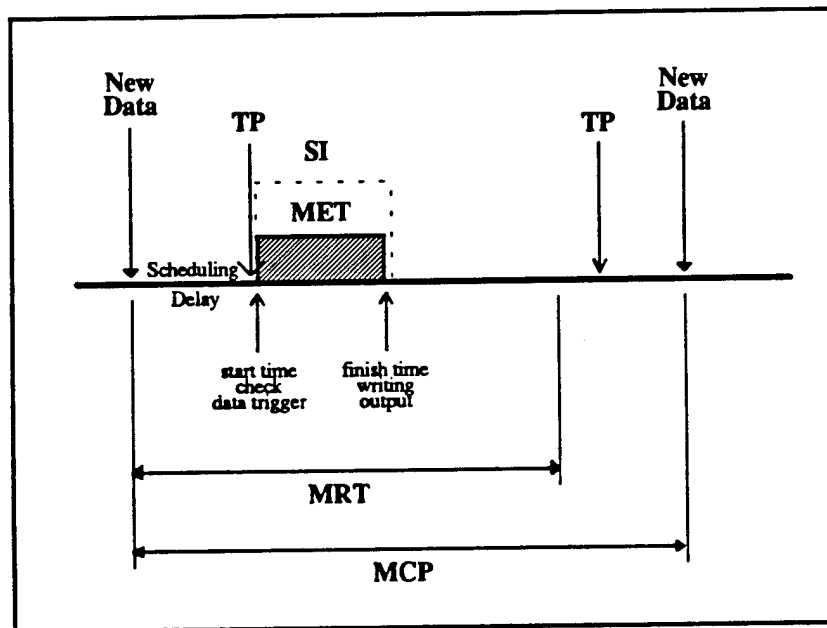 New
Data
TP
SI
MET
TP
New
Data
Scheduling
Delay
start time
check
data trigger
finish time
writing
output
MRT
MCP